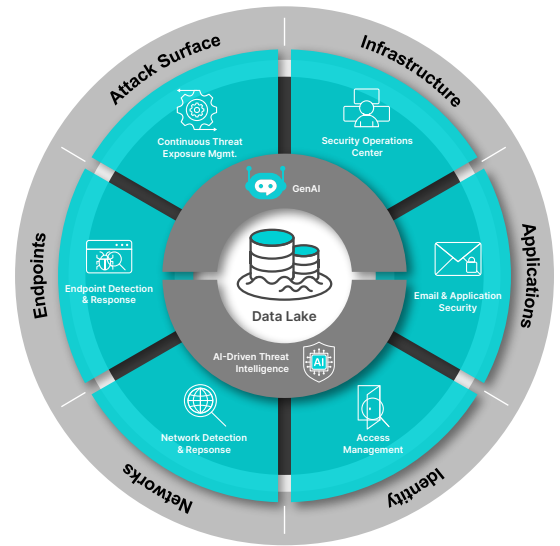 Attack Surface
Infrastructure
Continuous Threat
Exposure Mgmt.
Security Operations
Center
GenAI
Endpoints
Applications
Endpoint Detection
& Response
Email & Application
Security
Data Lake
AI-Driven Threat
Intelligence
AI
Network Detection
& Repsonse
Access
Management
Networks
Identity